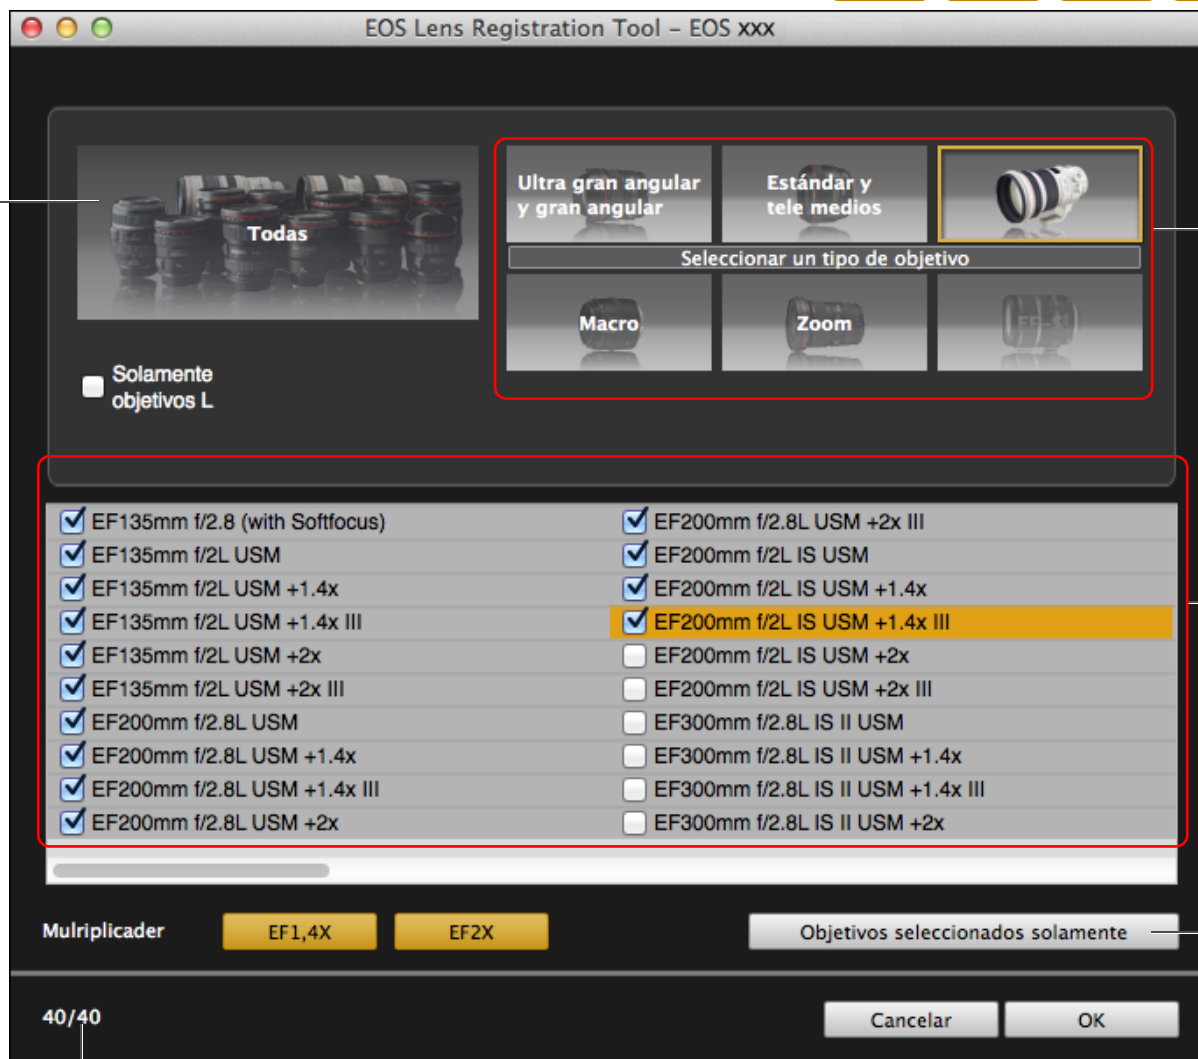 EOS Lens Registration Tool – EOS xxx
Todas
Ultra gran angular
y gran angular
Estándar y
tele medios
Seleccionar un tipo de objetivo
Macro
Zoom
Solamente
objetivos L
EF135mm f/2.8 (with Softfocus)
EF135mm f/2L USM
EF135mm f/2L USM +1.4x
EF135mm f/2L USM +1.4x III
EF135mm f/2L USM +2x
EF135mm f/2L USM +2x III
EF200mm f/2.8L USM
EF200mm f/2.8L USM +1.4x
EF200mm f/2.8L USM +1.4x III
EF200mm f/2.8L USM +2x
EF200mm f/2.8L USM +2x III
EF200mm f/2L IS USM
EF200mm f/2L IS USM +1.4x
EF200mm f/2L IS USM +1.4x III
EF200mm f/2L IS USM +2x
EF200mm f/2L IS USM +2x III
EF300mm f/2.8L IS II USM
EF300mm f/2.8L IS II USM +1.4x
EF300mm f/2.8L IS II USM +1.4x III
EF300mm f/2.8L IS II USM +2x
Mulriplicader
EF1,4X
EF2X
Objetivos seleccionados solamente
40/40
Cancelar
OK